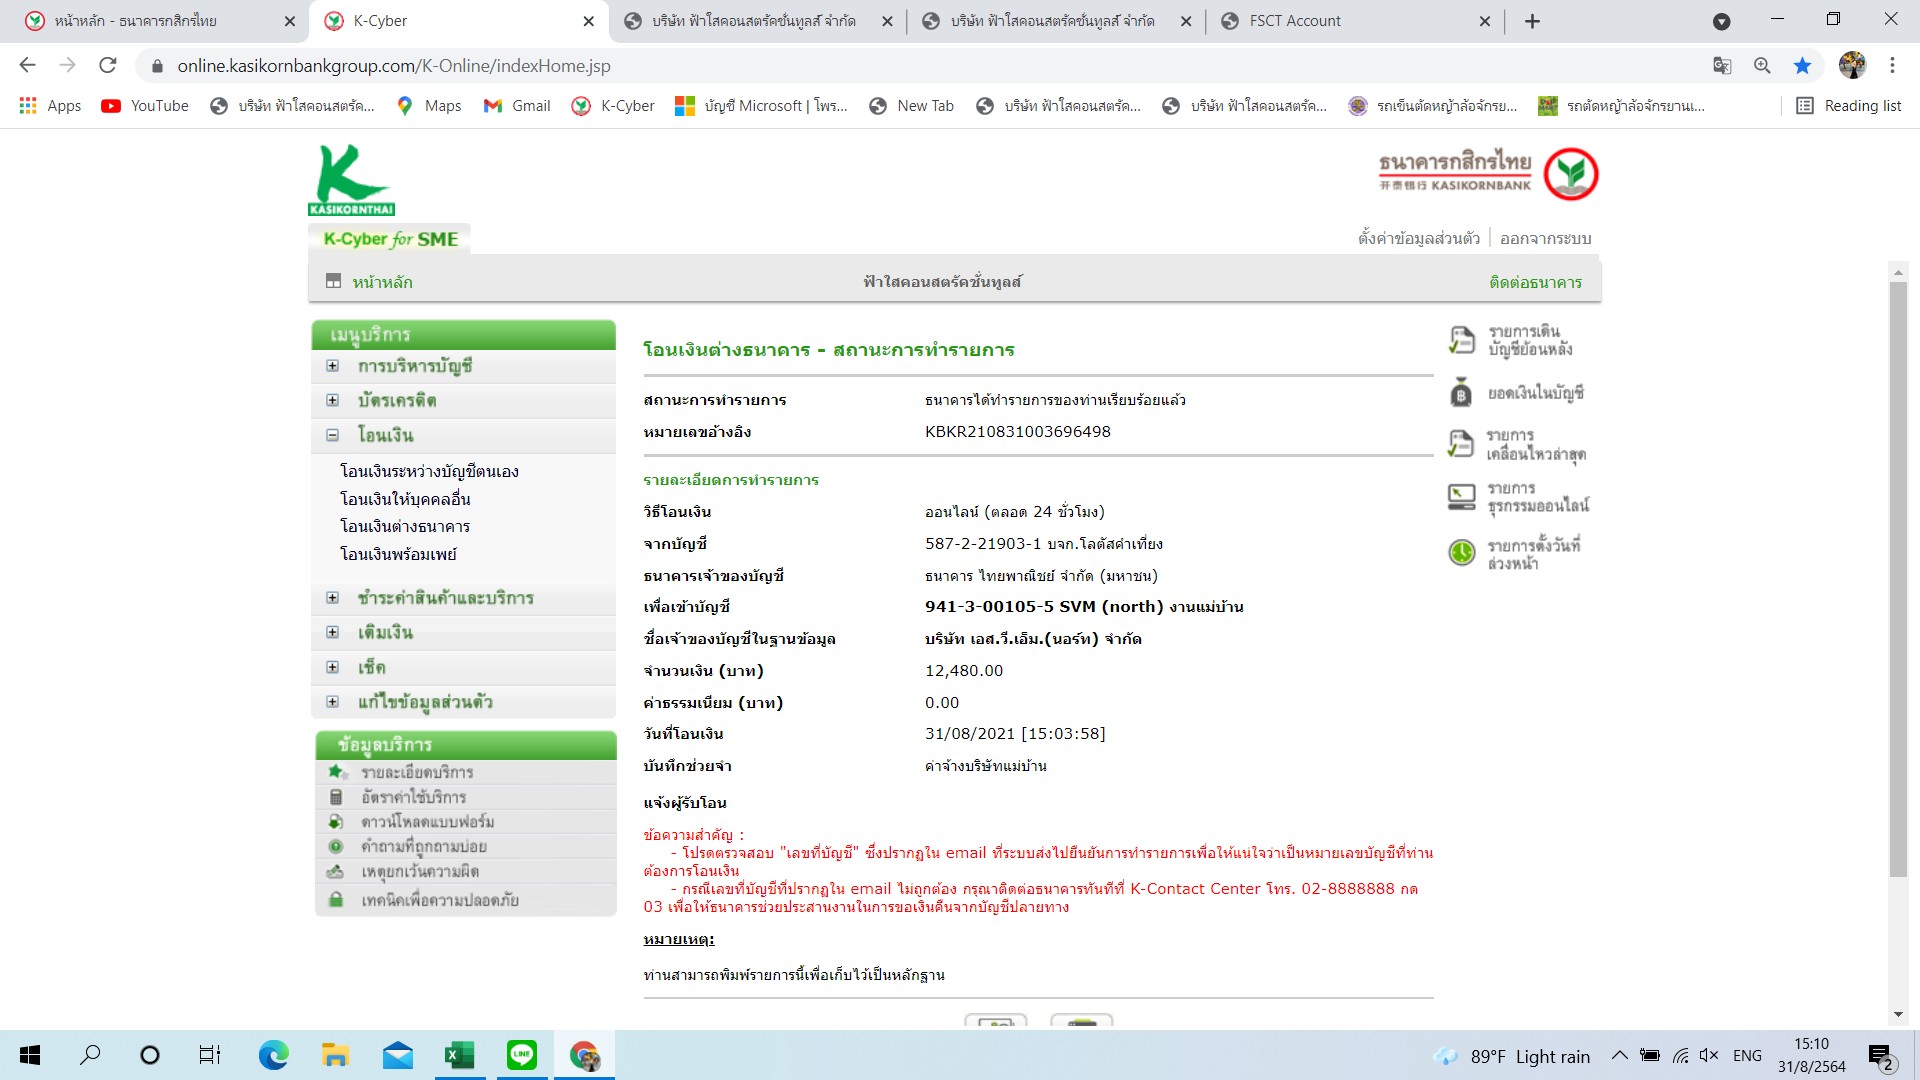 หน้าหลัก - ธนาคารกสิกรไทย
K-Cyber
บริษัท ฟ้าใสคอนสตรัคชั่นทูลส์ จำกัด
บริษัท ฟ้าใสคอนสตรัคชั่นทูลส์ จำกัด
FSCT Account
online.kasikornbankgroup.com/K-Online/indexHome.jsp
Apps
YouTube
บริษัท ฟ้าใสคอนสตรัค...
Maps
Gmail
K-Cyber
บัญชี Microsoft | โพร...
New Tab
บริษัท ฟ้าใสคอนสตรัค...
บริษัท ฟ้าใสคอนสตรัค...
รถเข็นตัดหญ้าล้อจักรย...
รถตัดหญ้าล้อจักรยานเ...
Reading list
KASIKORNTHAI
ธนาคารกสิกรไทย
开泰银行 KASIKORNBANK
K-Cyber for SME
ตั้งค่าข้อมูลส่วนตัว
ออกจากระบบ
หน้าหลัก
ฟ้าใสคอนสตรัคชั่นทูลส์
ติดต่อธนาคาร
เมนูบริการ
การบริหารบัญชี
บัตรเครดิต
โอนเงิน
โอนเงินระหว่างบัญชีตนเอง
โอนเงินให้บุคคลอื่น
โอนเงินต่างธนาคาร
โอนเงินพร้อมเพย์
ชำระค่าสินค้าและบริการ
เติมเงิน
เช็ค
แก้ไขข้อมูลส่วนตัว
ข้อมูลบริการ
รายละเอียดบริการ
อัตราค่าใช้บริการ
ดาวน์โหลดแบบฟอร์ม
คำถามที่ถูกถามบ่อย
เหตุยกเว้นความผิด
เทคนิคเพื่อความปลอดภัย
โอนเงินต่างธนาคาร - สถานะการทำรายการ
สถานะการทำรายการ ธนาคารได้ทำรายการของท่านเรียบร้อยแล้ว
หมายเลขอ้างอิง KBKR210831003696498
รายละเอียดการทำรายการ
วิธีโอนเงิน ออนไลน์ (ตลอด 24 ชั่วโมง)
จากบัญชี 587-2-21903-1 บจก.โลตัสคำเที่ยง
ธนาคารเจ้าของบัญชี ธนาคาร ไทยพาณิชย์ จำกัด (มหาชน)
เพื่อเข้าบัญชี 941-3-00105-5 SVM (north) งานแม่บ้าน
ชื่อเจ้าของบัญชีในฐานข้อมูล บริษัท เอส.วี.เอ็ม.(นอร์ท) จำกัด
จำนวนเงิน (บาท) 12,480.00
ค่าธรรมเนียม (บาท) 0.00
วันที่โอนเงิน 31/08/2021 [15:03:58]
บันทึกช่วยจำ ค่าจ้างบริษัทแม่บ้าน
แจ้งผู้รับโอน
ข้อความสำคัญ :
- โปรดตรวจสอบ "เลขที่บัญชี" ซึ่งปรากฏใน email ที่ระบบส่งไปยืนยันการทำรายการเพื่อให้แน่ใจว่าเป็นหมายเลขบัญชีที่ท่าน
ต้องการโอนเงิน
- กรณีเลขที่บัญชีที่ปรากฏใน email ไม่ถูกต้อง กรุณาติดต่อธนาคารทันทีที่ K-Contact Center โทร. 02-8888888 กด
03 เพื่อให้ธนาคารช่วยประสานงานในการขอเงินคืนจากบัญชีปลายทาง
หมายเหตุ:
ท่านสามารถพิมพ์รายการนี้เพื่อเก็บไว้เป็นหลักฐาน
รายการเดิน
บัญชีย้อนหลัง
ยอดเงินในบัญชี
รายการ
เคลื่อนไหวล่าสุด
รายการ
ธุรกรรมออนไลน์
รายการตั้งวันที่
ล่วงหน้า
LINE
89°F Light rain
ENG
15:10
31/8/2564
2